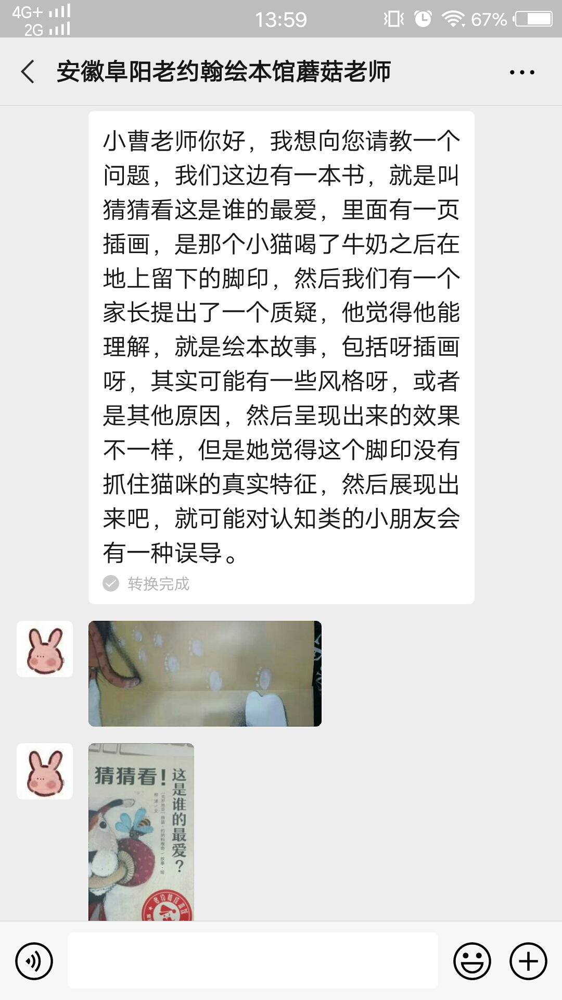 4G+
2G
13:59
67%
安徽阜阳老约翰绘本馆蘑菇老师
小曹老师你好，我想向您请教一个
问题，我们这边有一本书，就是叫
猜猜看这是谁的最爱，里面有一页
插画，是那个小猫喝了牛奶之后在
地上留下的脚印，然后我们有一个
家长提出了一个质疑，他觉得他能
理解，就是绘本故事，包括呀插画
呀，其实可能有一些风格呀，或者
是其他原因，然后呈现出来的效果
不一样，但是她觉得这个脚印没有
抓住猫咪的真实特征，然后展现出
来吧，就可能对认知类的小朋友会
有一种误导。
转换完成
猜猜看！
这是谁的最爱？
老约翰绘本馆